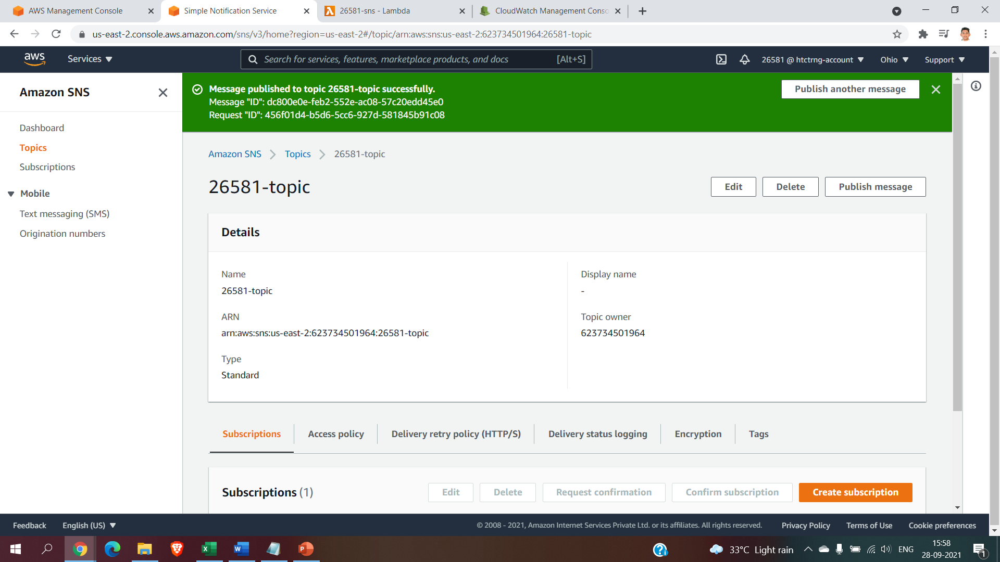 AWS Management Console
Simple Notification Service
26581-sns - Lambda
CloudWatch Management Conso
us-east-2.console.aws.amazon.com/sns/v3/home?region=us-east-2#/topic/arn:aws:sns:us-east-2:623734501964:26581-topic
aws
Services
Search for services, features, marketplace products, and docs
[Alt+S]
26581 @ htctrng-account
Ohio
Support
Amazon SNS
Dashboard
Topics
Subscriptions
Mobile
Text messaging (SMS)
Origination numbers
Message published to topic 26581-topic successfully.
Message "ID": dc800e0e-feb2-552e-ac08-57c20edd45e0
Request "ID": 456f01d4-b5d6-5cc6-927d-581845b91c08
Publish another message
Amazon SNS
Topics
26581-topic
26581-topic
Edit
Delete
Publish message
Details
Name
26581-topic
Display name
-
ARN
arn:aws:sns:us-east-2:623734501964:26581-topic
Topic owner
623734501964
Type
Standard
Subscriptions
Access policy
Delivery retry policy (HTTP/S)
Delivery status logging
Encryption
Tags
Subscriptions (1)
Edit
Delete
Request confirmation
Confirm subscription
Create subscription
Feedback
English (US)
© 2008 - 2021, Amazon Internet Services Private Ltd. or its affiliates. All rights reserved.
Privacy Policy
Terms of Use
Cookie preferences
33°C Light rain
ENG
15:58
28-09-2021
1